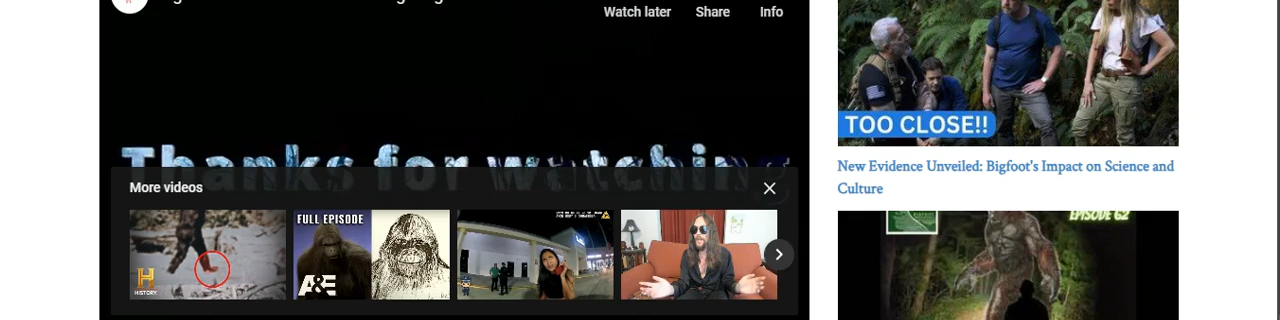 Watch later Share Info
Thanks for watching
More videos
FULL EPISODE
H
HISTORY
A&E
TOO CLOSE!!
New Evidence Unveiled: Bigfoot's Impact on Science and
Culture
EPISODE 62